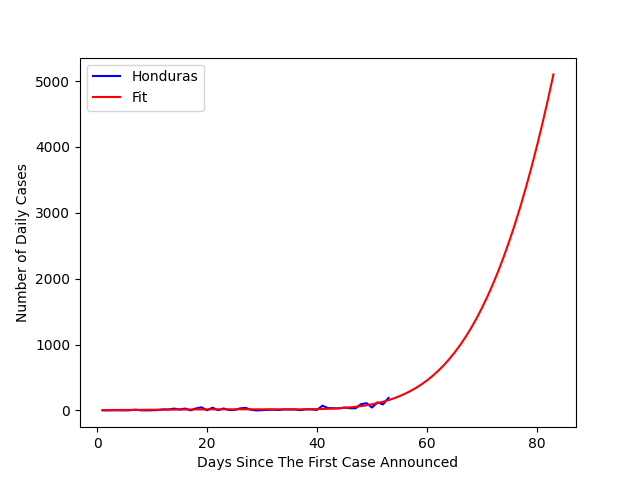 Honduras
Fit
5000
4000
3000
2000
1000
0
Number of Daily Cases
0 20 40 60 80
Days Since The First Case Announced